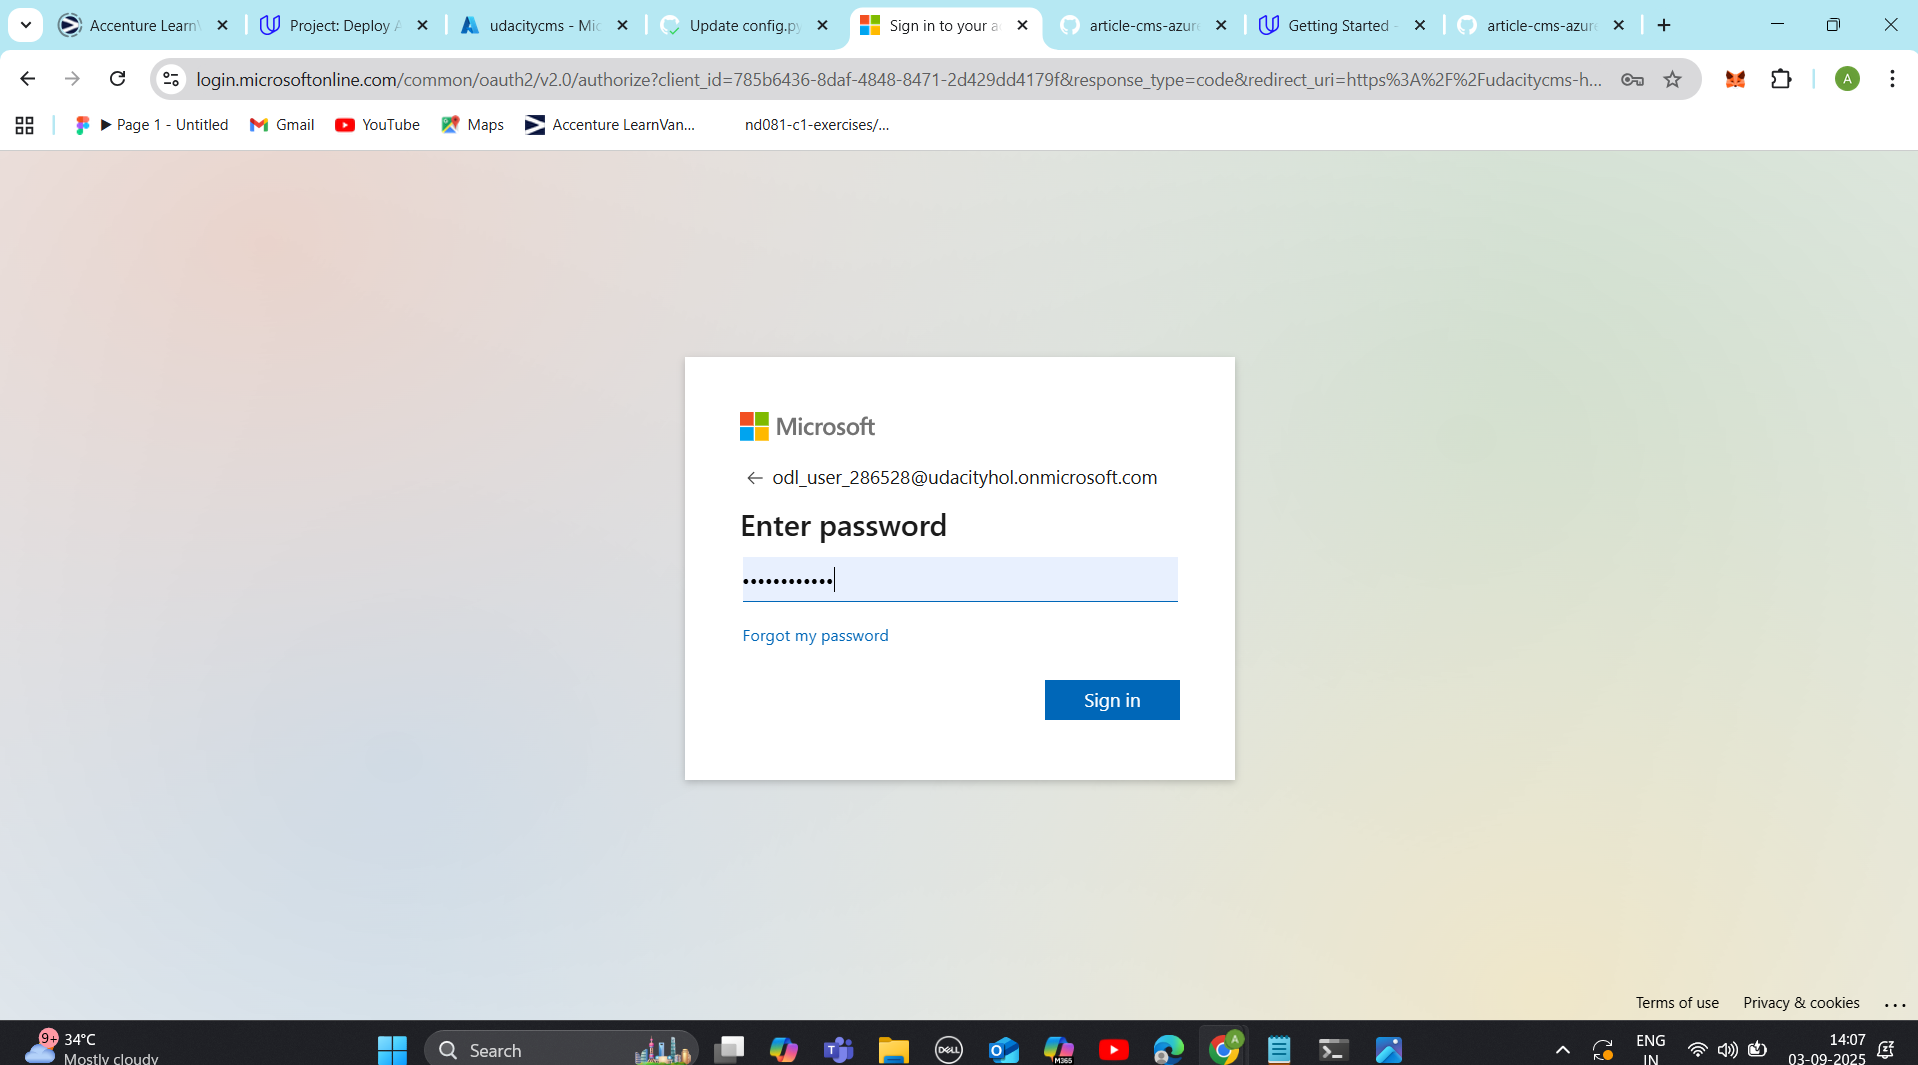 Accenture Learn
Project: Deploy A
udacitycms - Mic
Update config.py
Sign in to your a
article-cms-azur
Getting Started -
article-cms-azur
login.microsoftonline.com/common/oauth2/v2.0/authorize?client_id=785b6436-8daf-4848-8471-2d429dd4179f&response_type=code&redirect_uri=https%3A%2F%2Fudacitycms-h...
A
▶ Page 1 - Untitled
Gmail
YouTube
Maps
Accenture LearnVan...
nd081-c1-exercises/...
Microsoft
← odl_user_286528@udacityhol.onmicrosoft.com
Enter password
••••••••••••
Forgot my password
Sign in
Terms of use
Privacy & cookies
...
9+
34°C
Mostly cloudy
Search
DELL
M365
A
ENG
IN
14:07
03-09-2025